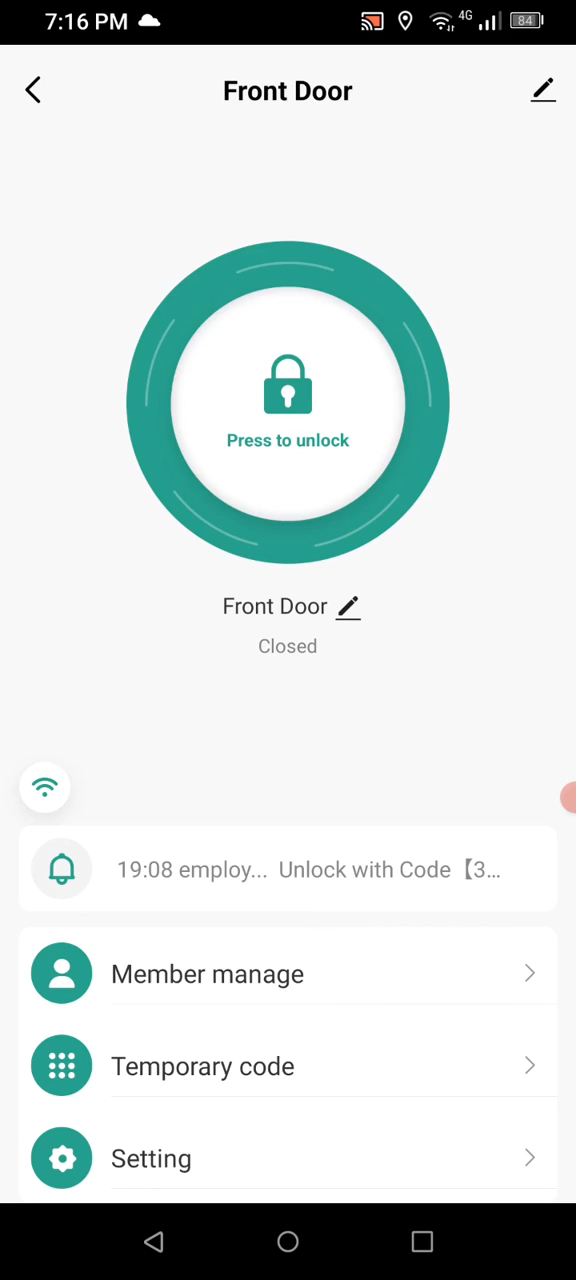 7:16 PM 4G 84
Front Door
Press to unlock
Front Door
Closed
19:08 employ... Unlock with Code【3...
Member manage
Temporary code
Setting